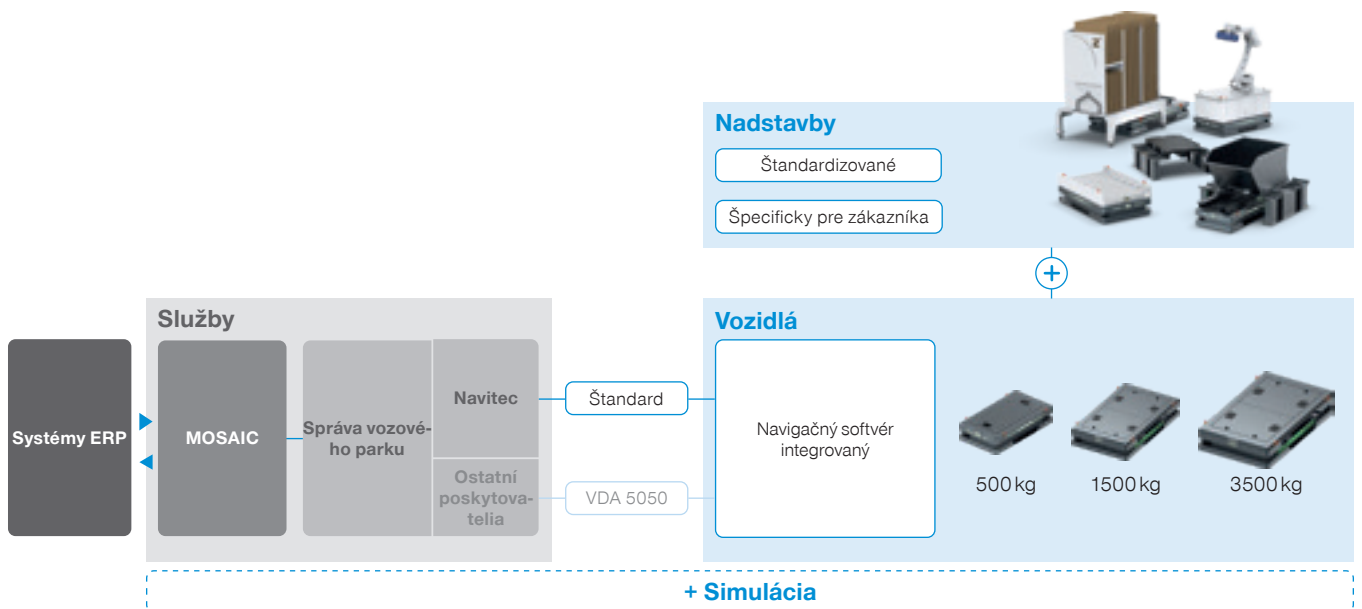 Nadstavby
Štandardizované
Špecificky pre zákazníka
Služby
Systémy ERP
MOSAIC
Správa vozové-
ho parku
Navitec
Ostatní
poskytova-
telia
Štandard
VDA 5050
Vozidlá
Navigačný softvér
integrovaný
500 kg
1500 kg
3500 kg
+ Simulácia